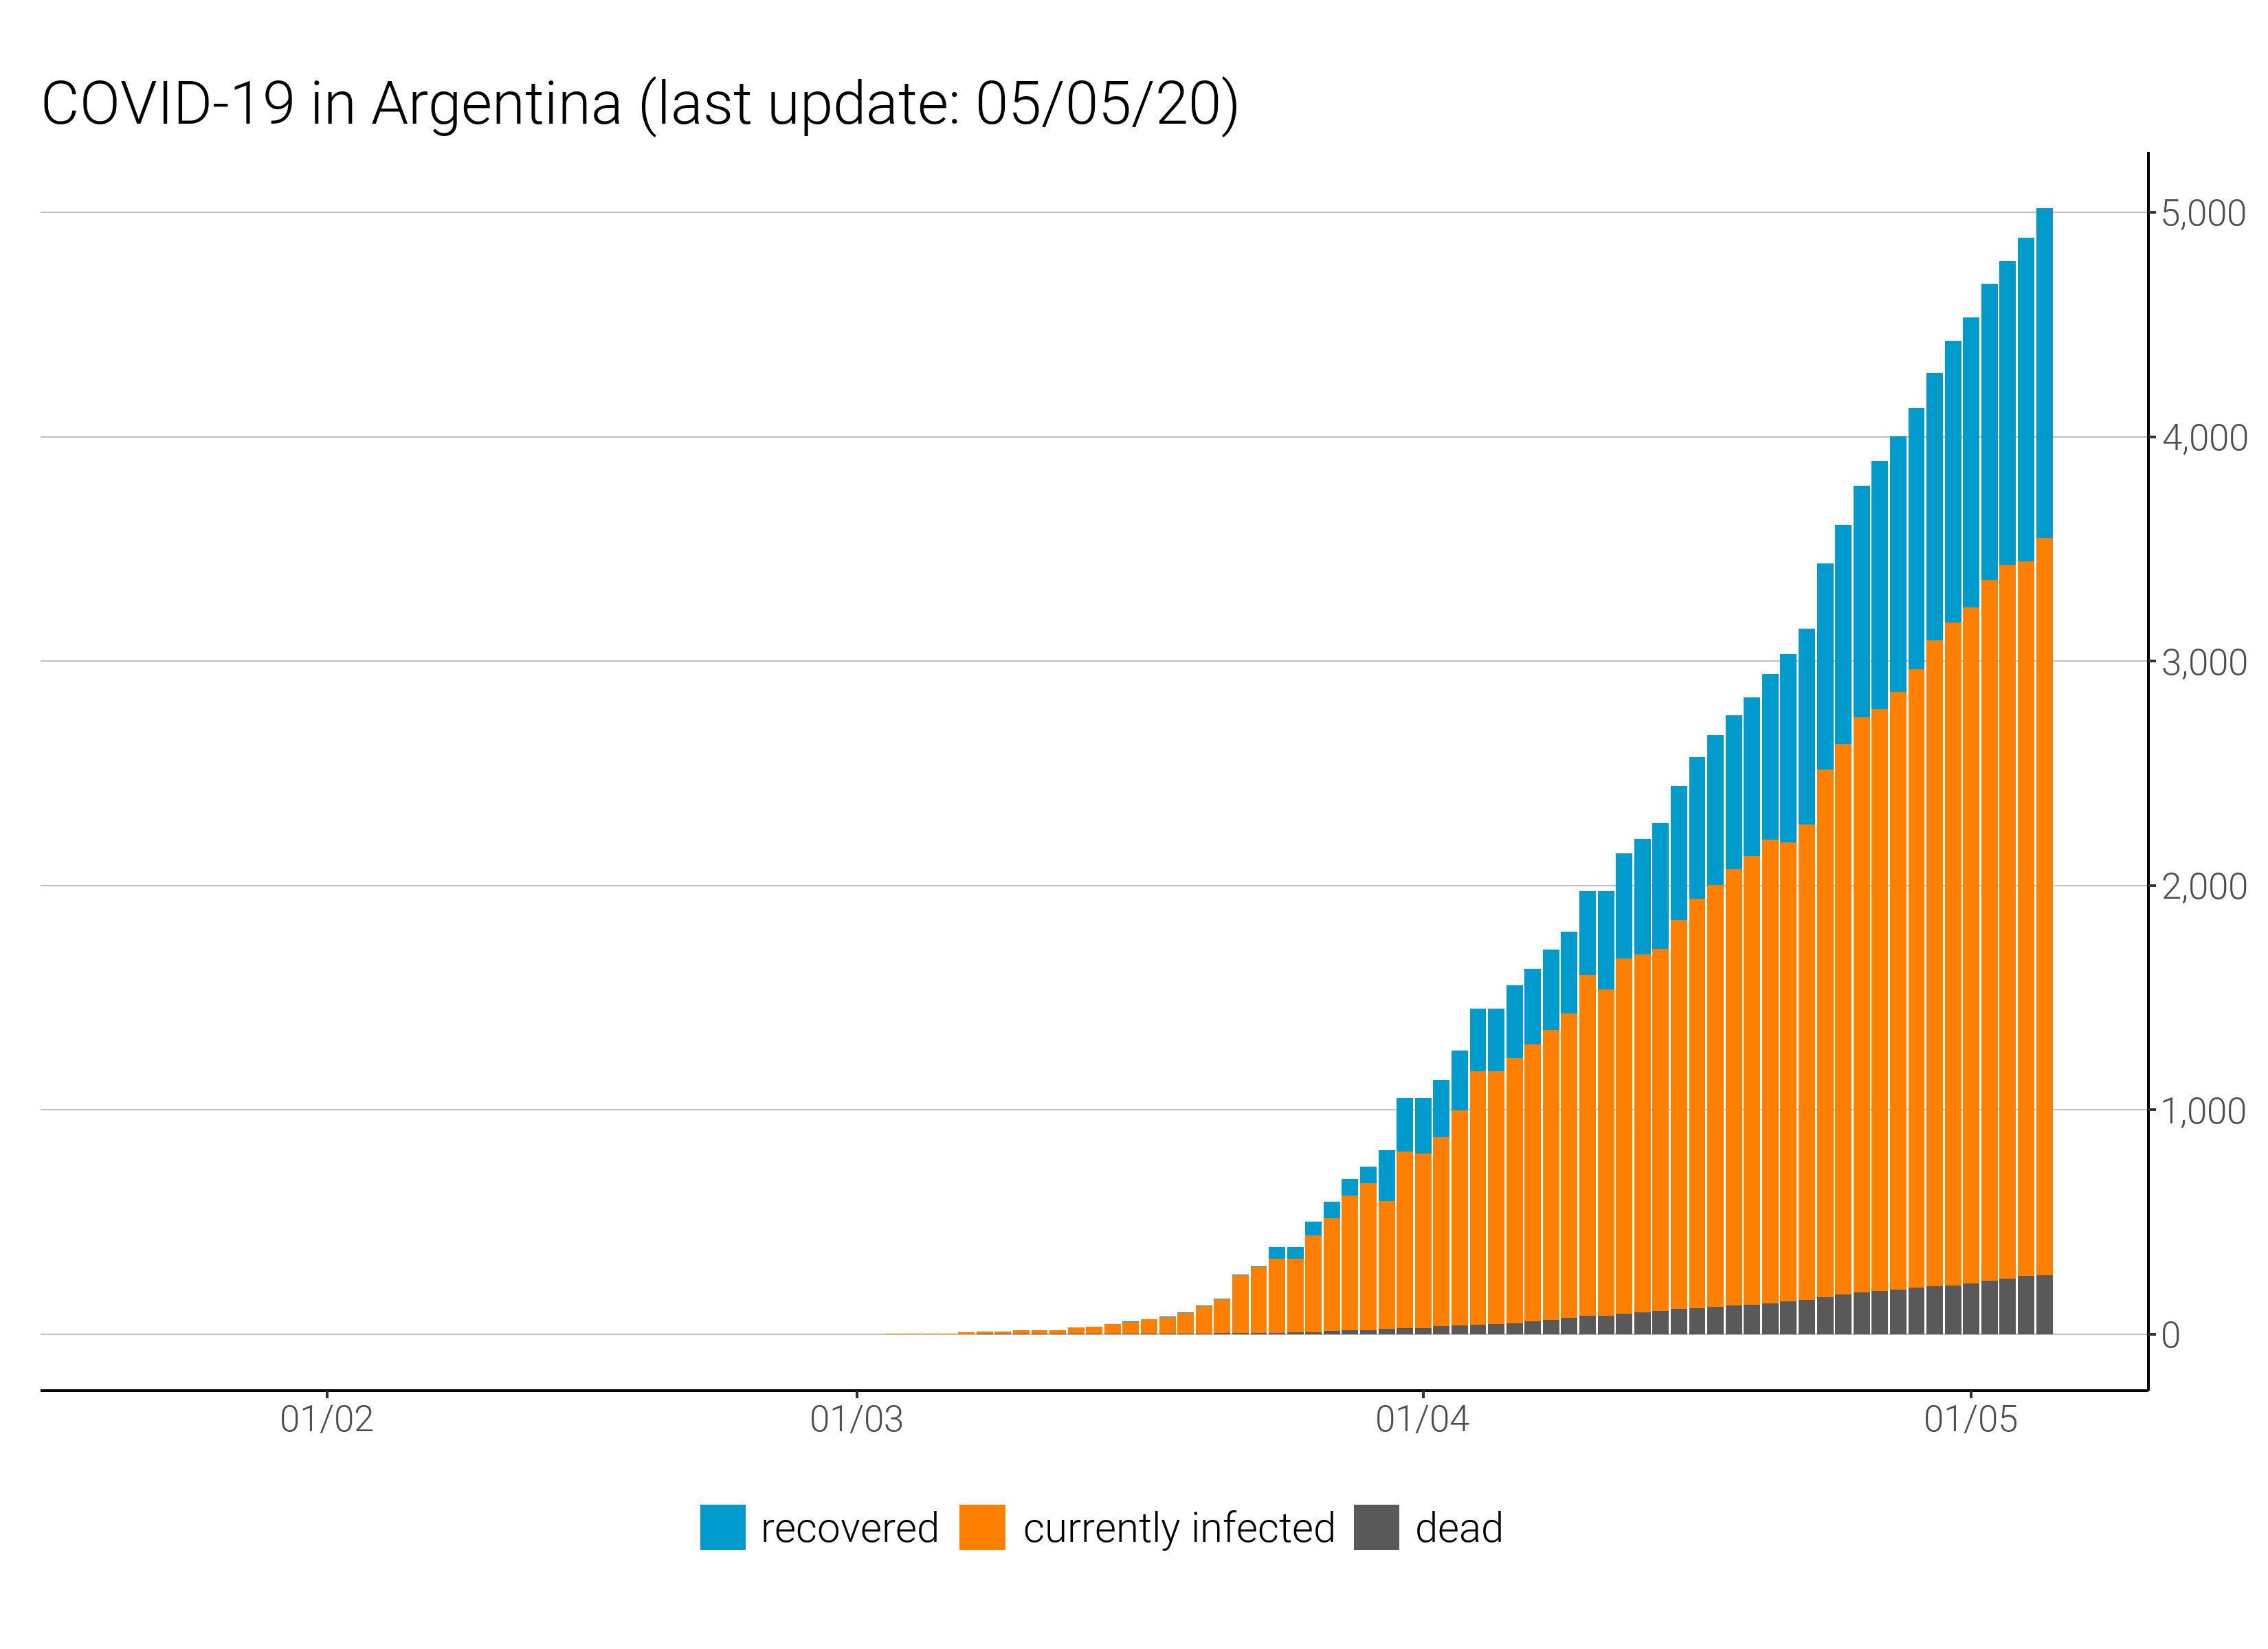 COVID-19 in Argentina (last update: 05/05/20)
5,000
4,000
3,000
2,000
1,000
0
01/02 01/03 01/04 01/05
recovered currently infected dead